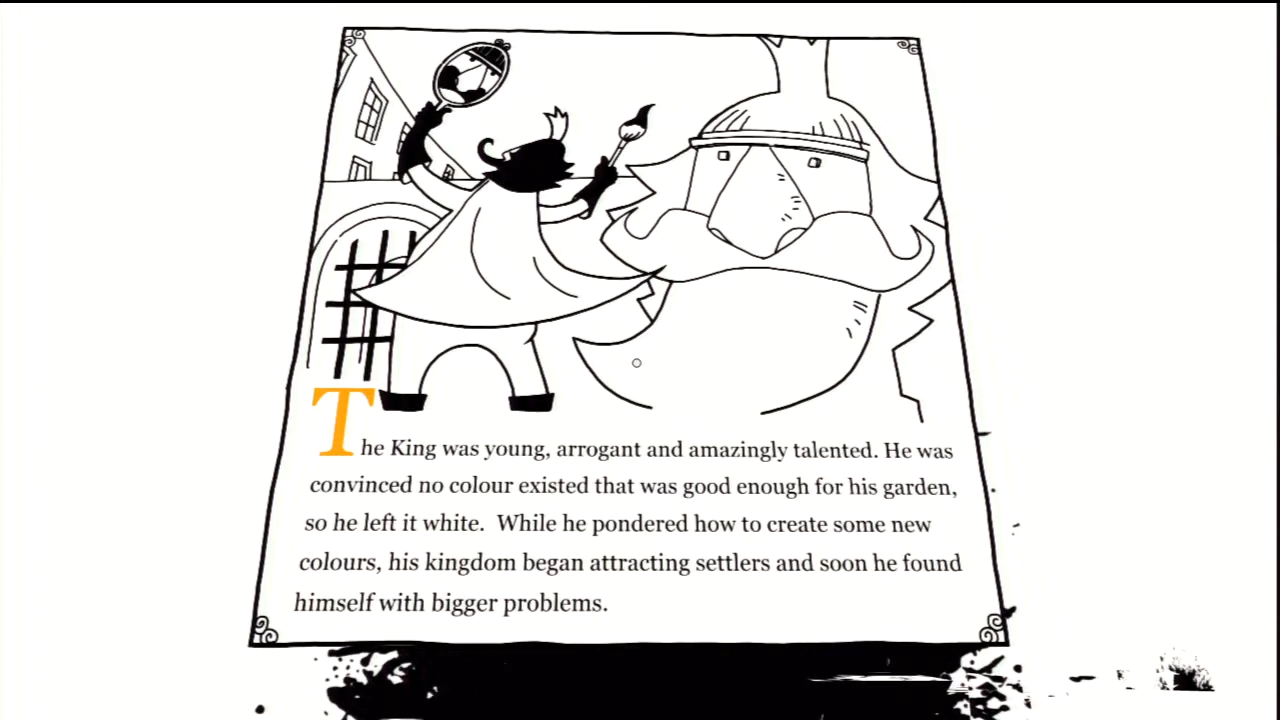 The King was young, arrogant and amazingly talented. He was
convinced no colour existed that was good enough for his garden,
so he left it white. While he pondered how to create some new
colours, his kingdom began attracting settlers and soon he found
himself with bigger problems.